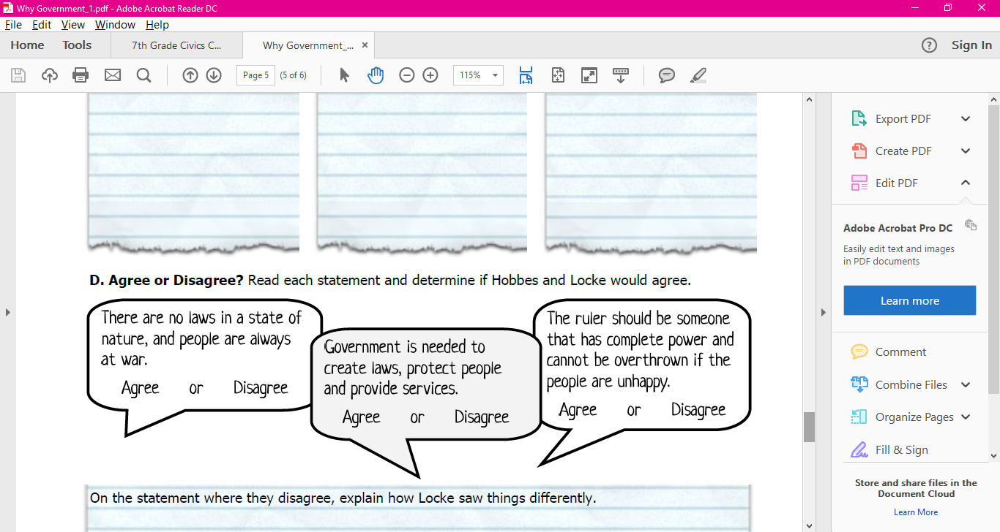 Why Government_1.pdf - Adobe Acrobat Reader DC
File Edit View Window Help
Home Tools 7th Grade Civics C... Why Government_... × ? Sign In
Page 5 (5 of 6) 115%
Export PDF
Create PDF
Edit PDF
Adobe Acrobat Pro DC
Easily edit text and images
in PDF documents
Learn more
Comment
Combine Files
Organize Pages
Fill & Sign
Store and share files in the
Document Cloud
Learn More
D. Agree or Disagree? Read each statement and determine if Hobbes and Locke would agree.
There are no laws in a state of
nature, and people are always
at war.
Agree or Disagree
Government is needed to
create laws, protect people
and provide services.
Agree or Disagree
The ruler should be someone
that has complete power and
cannot be overthrown if the
people are unhappy.
Agree or Disagree
On the statement where they disagree, explain how Locke saw things differently.